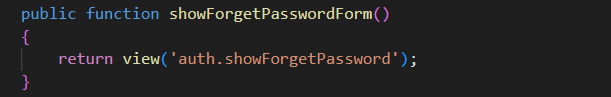 public function showForgetPasswordForm()
{
    return view('auth.showForgetPassword');
}